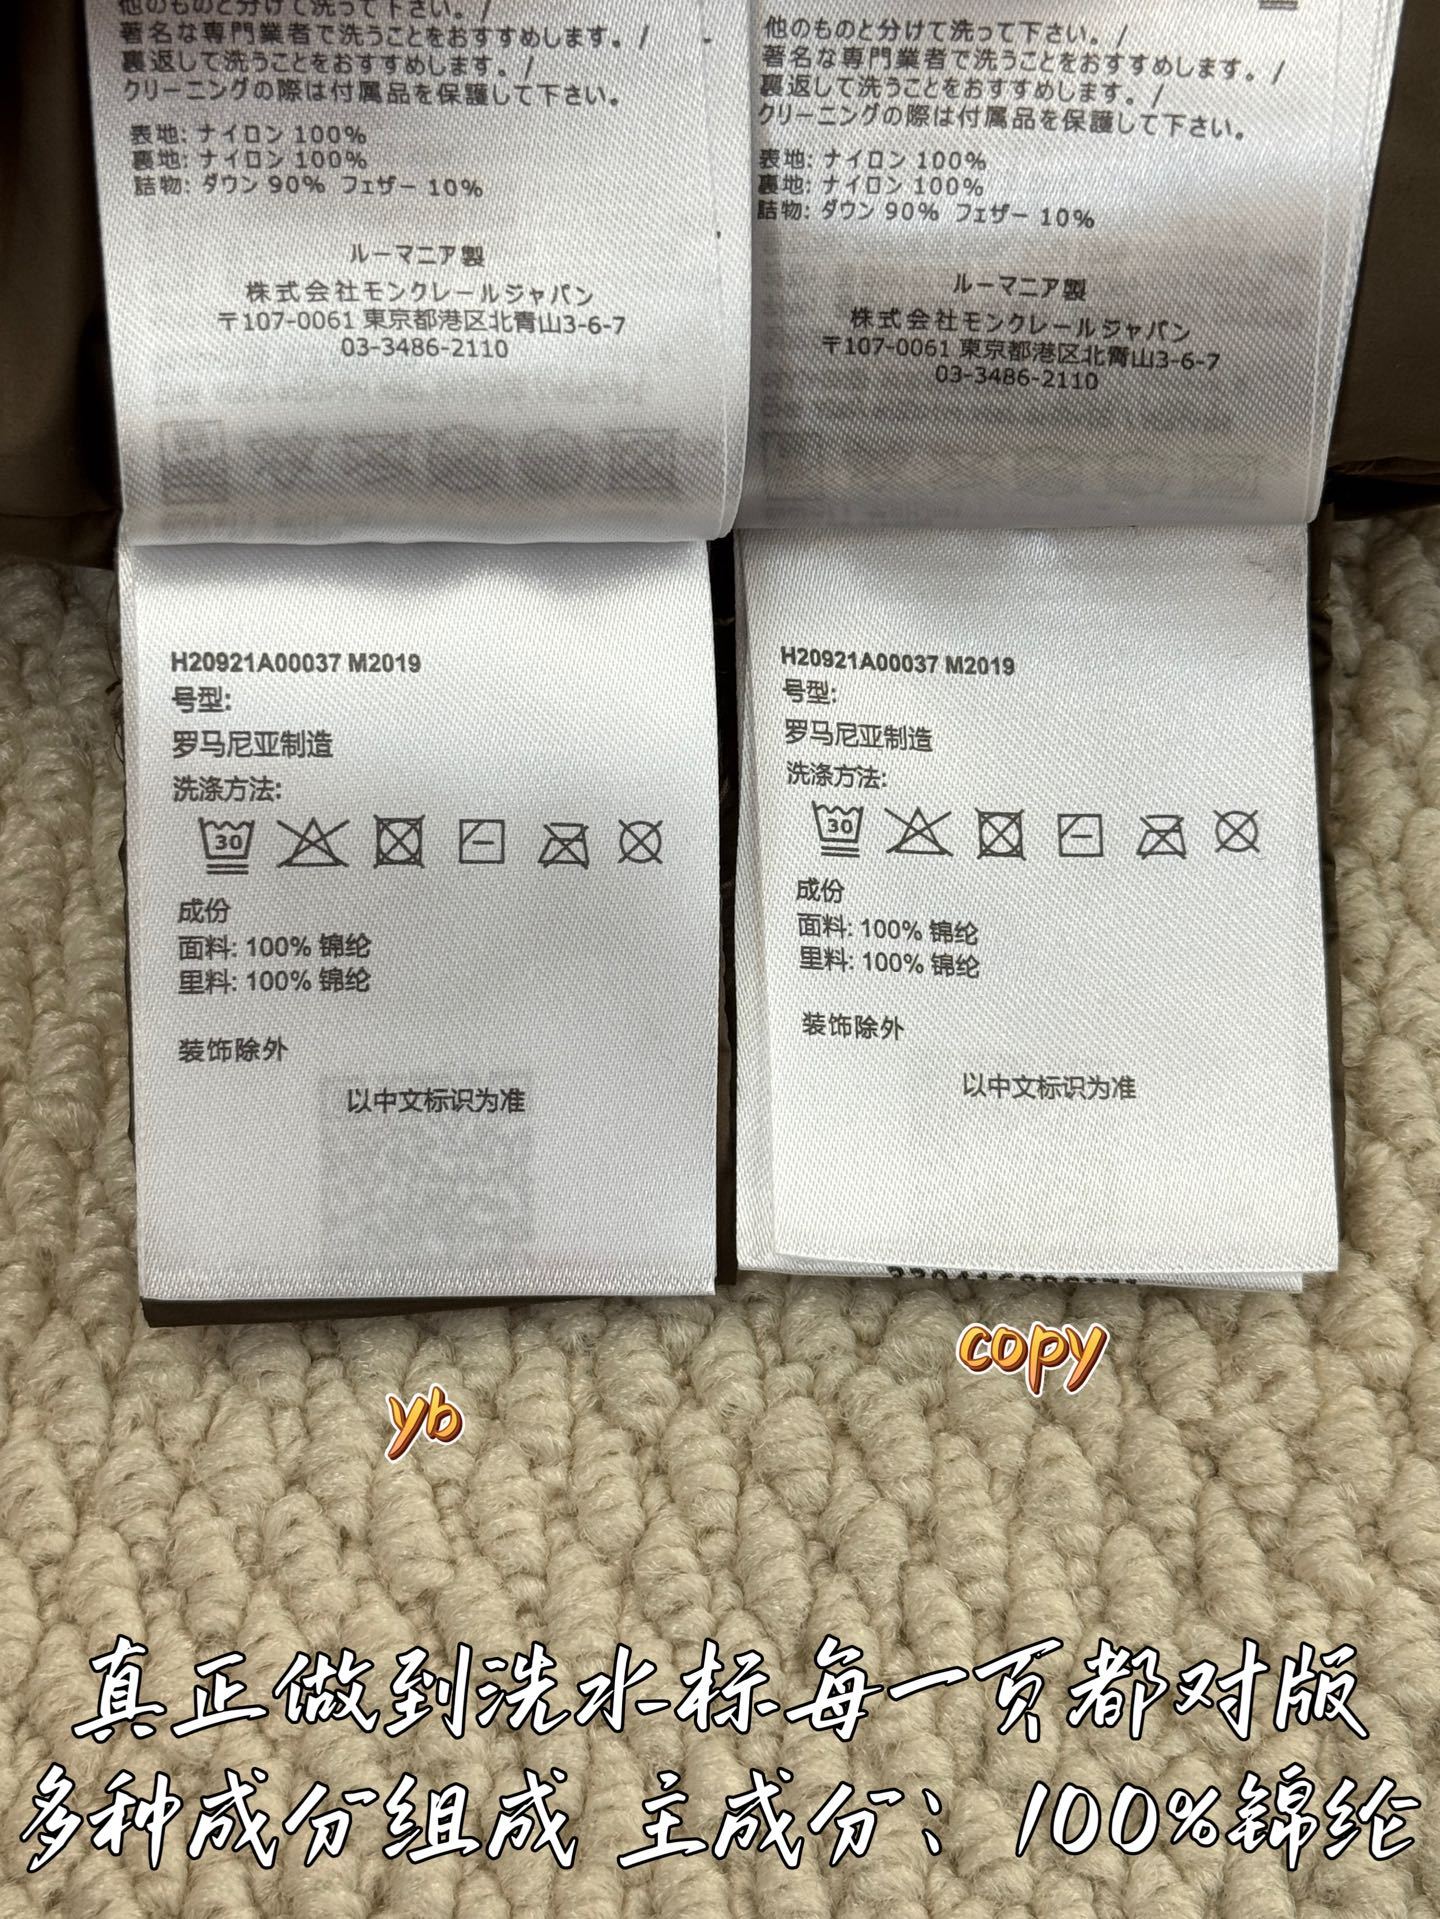 他のものと分けて洗って下さい。/
著名な専門業者で洗うことをおすすめします。/
裏返して洗うことをおすすめします。/
クリーニングの際は付属品を保護して下さい。
表地: ナイロン 100%
裏地: ナイロン 100%
詰物: ダウン 90% フェザー 10%
ルーマニア製
株式会社モンクレールジャパン
〒107-0061 東京都港区北青山3-6-7
03-3486-2110
他のものと分けて洗って下さい。/
著名な専門業者で洗うことをおすすめします。/
裏返して洗うことをおすすめします。/
クリーニングの際は付属品を保護して下さい。
表地: ナイロン 100%
裏地: ナイロン 100%
詰物: ダウン 90% フェザー 10%
ルーマニア製
株式会社モンクレールジャパン
〒107-0061 東京都港区北青山3-6-7
03-3486-2110
H20921A00037 M2019
号型:
罗马尼亚制造
洗涤方法:
30
成份
面料: 100% 锦纶
里料: 100% 锦纶
装饰除外
以中文标识为准
H20921A00037 M2019
号型:
罗马尼亚制造
洗涤方法:
30
成份
面料: 100% 锦纶
里料: 100% 锦纶
装饰除外
以中文标识为准
copy
yb
真正做到洗水标每一页都对版
多种成分组成 主成分：100%锦纶